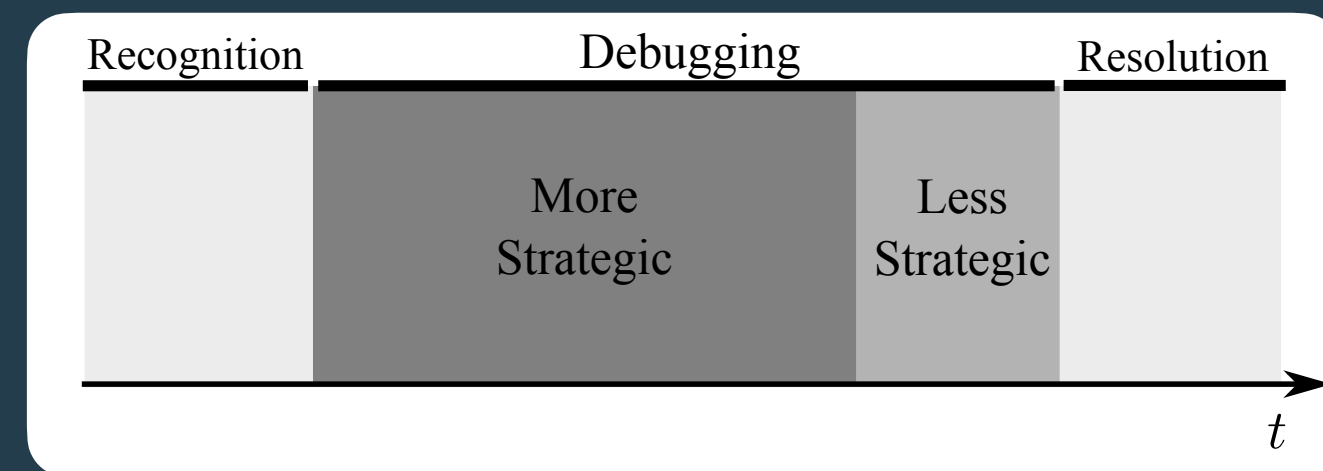 Recognition
Debugging
Resolution
More
Strategic
Less
Strategic
t